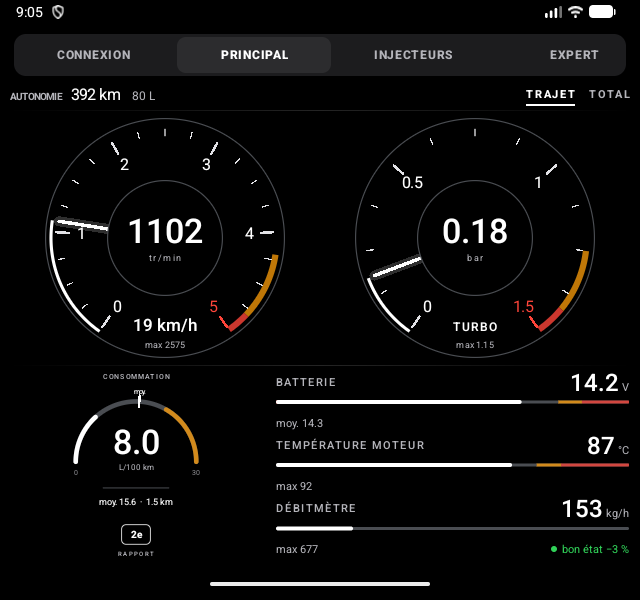 9:05
CONNEXION PRINCIPAL INJECTEURS EXPERT
AUTONOMIE 392 km 80 L TRAJET TOTAL
2 3
1 4
1102
tr/min
0 5
19 km/h
max 2575
0.5 1
0.18
bar
0 1.5
TURBO
max 1.15
CONSOMMATION
moy.
8.0
L/100 km
0 30
moy. 15.6 · 1.5 km
2e
RAPPORT
BATTERIE 14.2 V
moy. 14.3
TEMPÉRATURE MOTEUR 87 °C
max 92
DÉBITMÈTRE 153 kg/h
max 677 bon état −3 %